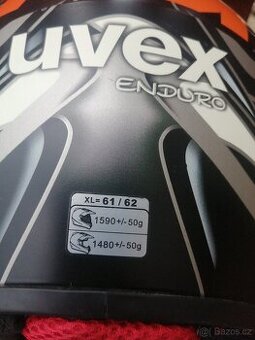 uvex
ENDURO
XL= 61 / 62
1590 +/- 50g
1480 +/- 50g
Bazos.cz